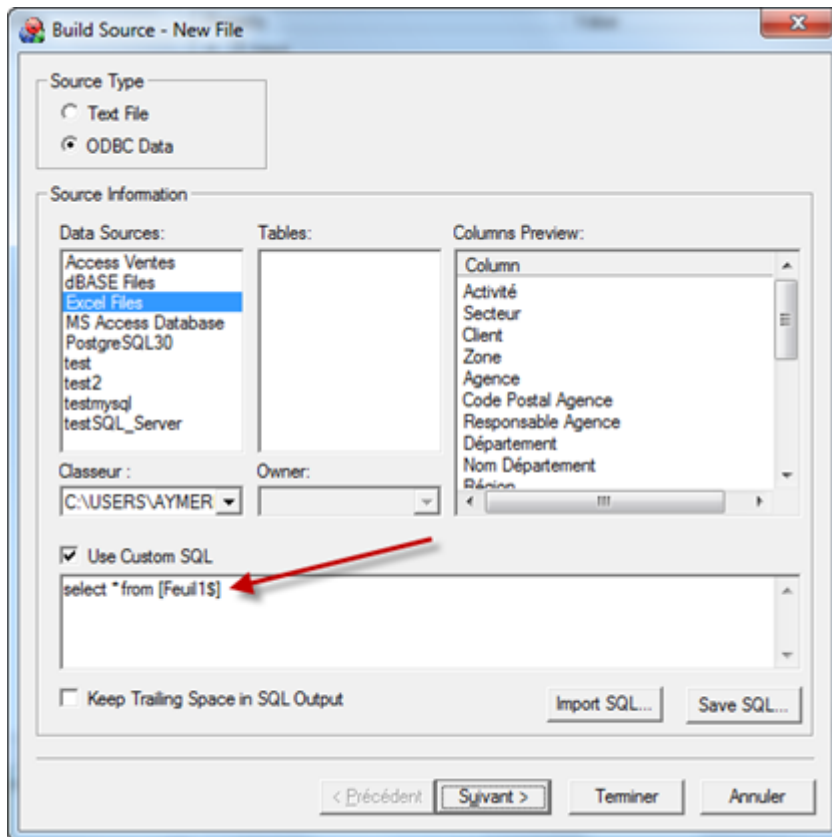 Build Source - New File
Source Type
Text File
ODBC Data
Source Information
Data Sources:
Access Ventes
dBASE Files
Excel Files
MS Access Database
PostgreSQL30
test
test2
testmysql
testSQL_Server
Tables:
Columns Preview:
Column
Activité
Secteur
Client
Zone
Agence
Code Postal Agence
Responsable Agence
Département
Nom Département
Région
Classeur :
C:\USERS\AYMER
Owner:
Use Custom SQL
select * from [Feuil1$]
Keep Trailing Space in SQL Output
Import SQL...
Save SQL...
< Précédent
Suivant >
Terminer
Annuler